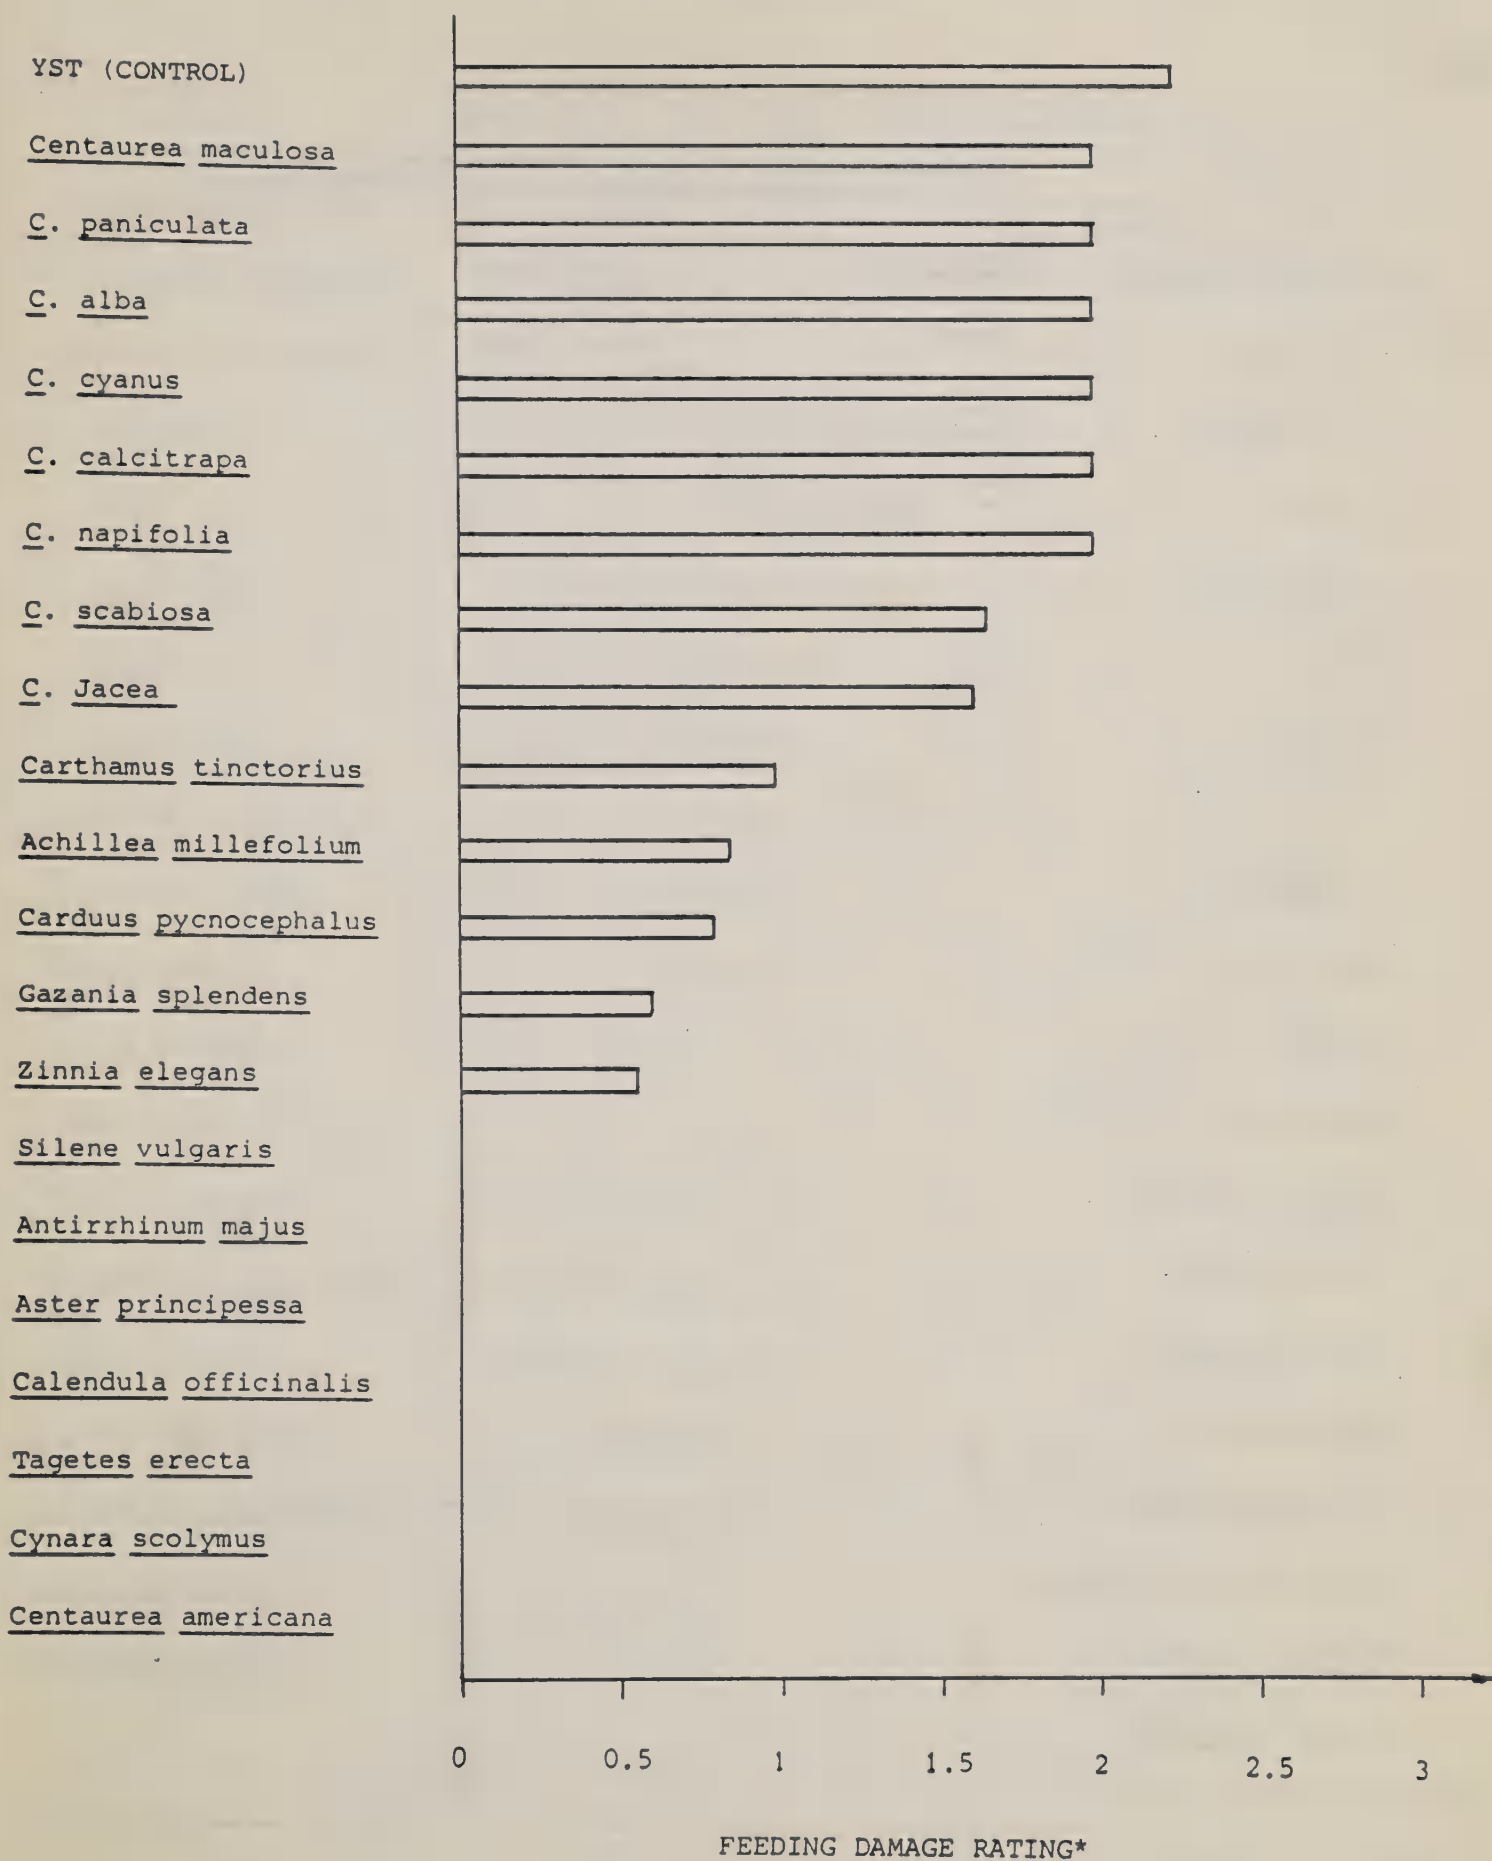 YST (CONTROL)
Centaurea maculosa
C. paniculata
C. alba
C. cyanus
C. calcitrapa
C. napifolia
C. scabiosa
C. Jacea
Carthamus tinctorius
Achillea millefolium
Carduus pycnocephalus
Gazania splendens
Zinnia elegans
Silene vulgaris
Antirrhinum majus
Aster principessa
Calendula officinalis
Tagetes erecta
Cynara scolymus
Centaurea americana
0 0.5 1 1.5 2 2.5 3
FEEDING DAMAGE RATING*